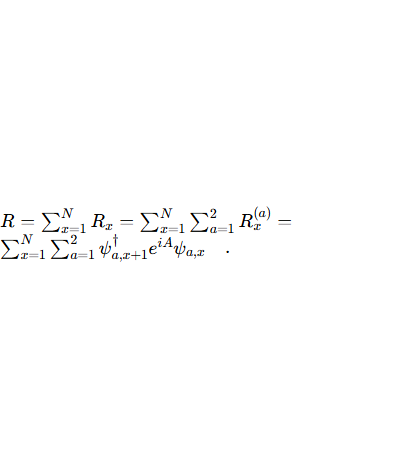 $R = \sum_{x=1}^{N} R_x = \sum_{x=1}^{N} \sum_{a=1}^{2} R_x^{(a)} =$
$\sum_{x=1}^{N} \sum_{a=1}^{2} \psi_{a,x+1}^{\dagger} e^{iA} \psi_{a,x} \quad .$